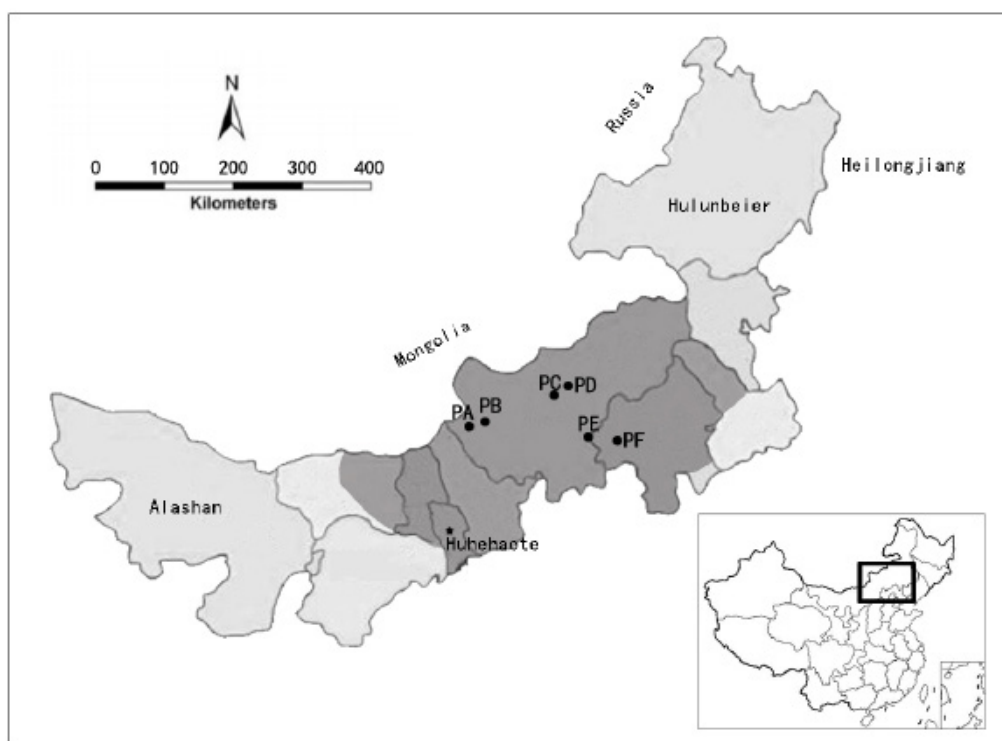 N
0 100 200 300 400
Kilometers
Russia
Heilongjiang
Hulunbeier
Mongolia
PC PD
PA PB
PE PF
Alashan
Huhehaote